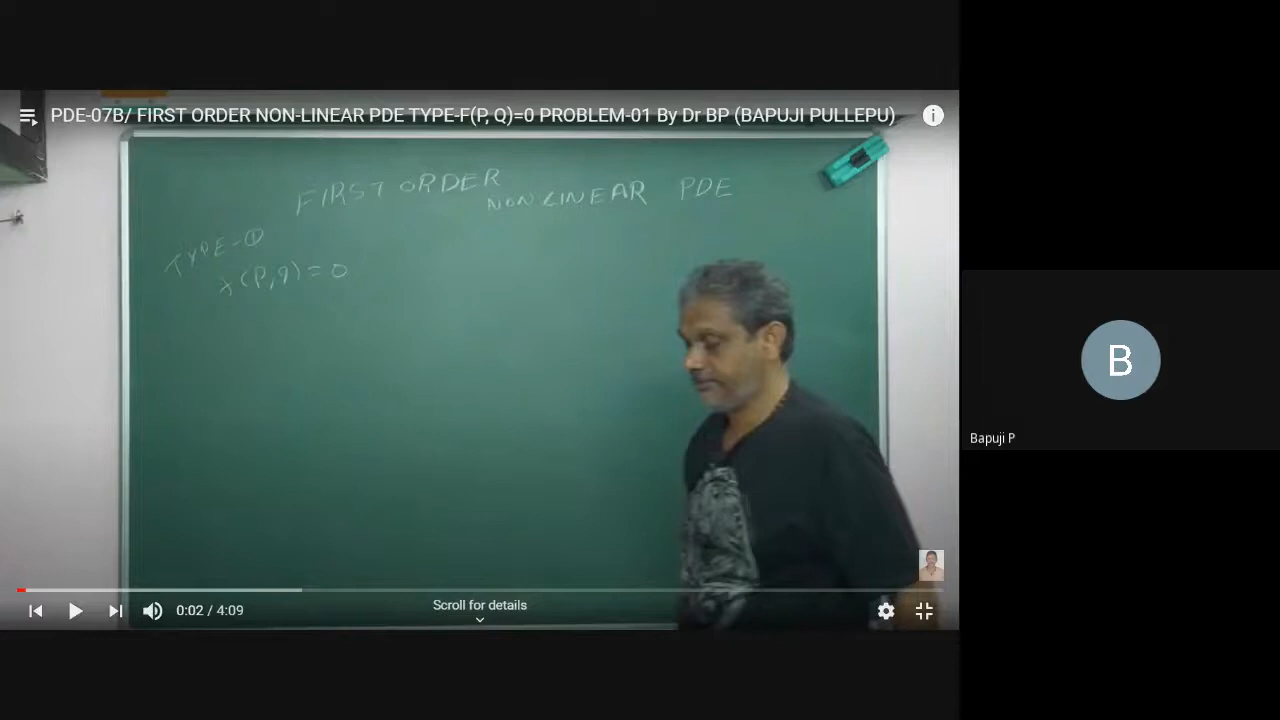 PDE-07B/ FIRST ORDER NON-LINEAR PDE TYPE-F(P, Q)=0 PROBLEM-01 By Dr BP (BAPUJI PULLEPU)
FIRST ORDER
NON LINEAR PDE
TYPE-①
f(P,q)=0
B
Bapuji P
0:02 / 4:09
Scroll for details